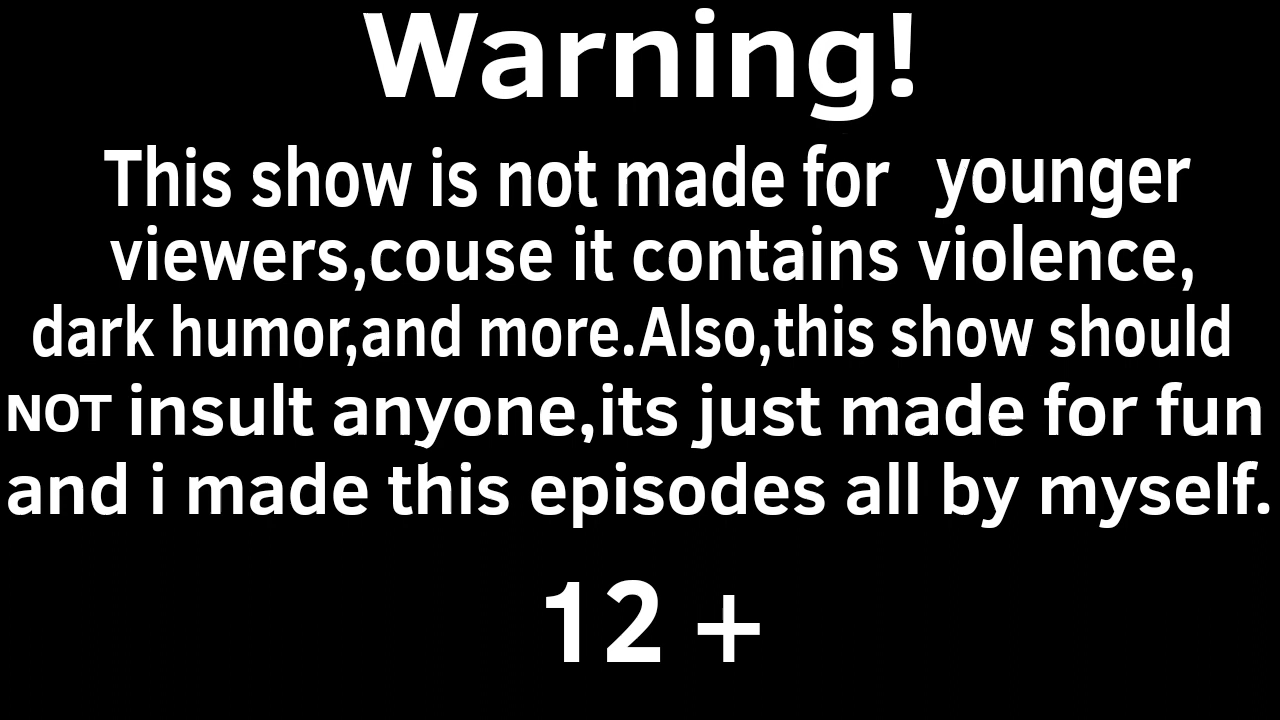 Warning!
This show is not made for younger
viewers,couse it contains violence,
dark humor,and more.Also,this show should
NOT insult anyone,its just made for fun
and i made this episodes all by myself.
12 +